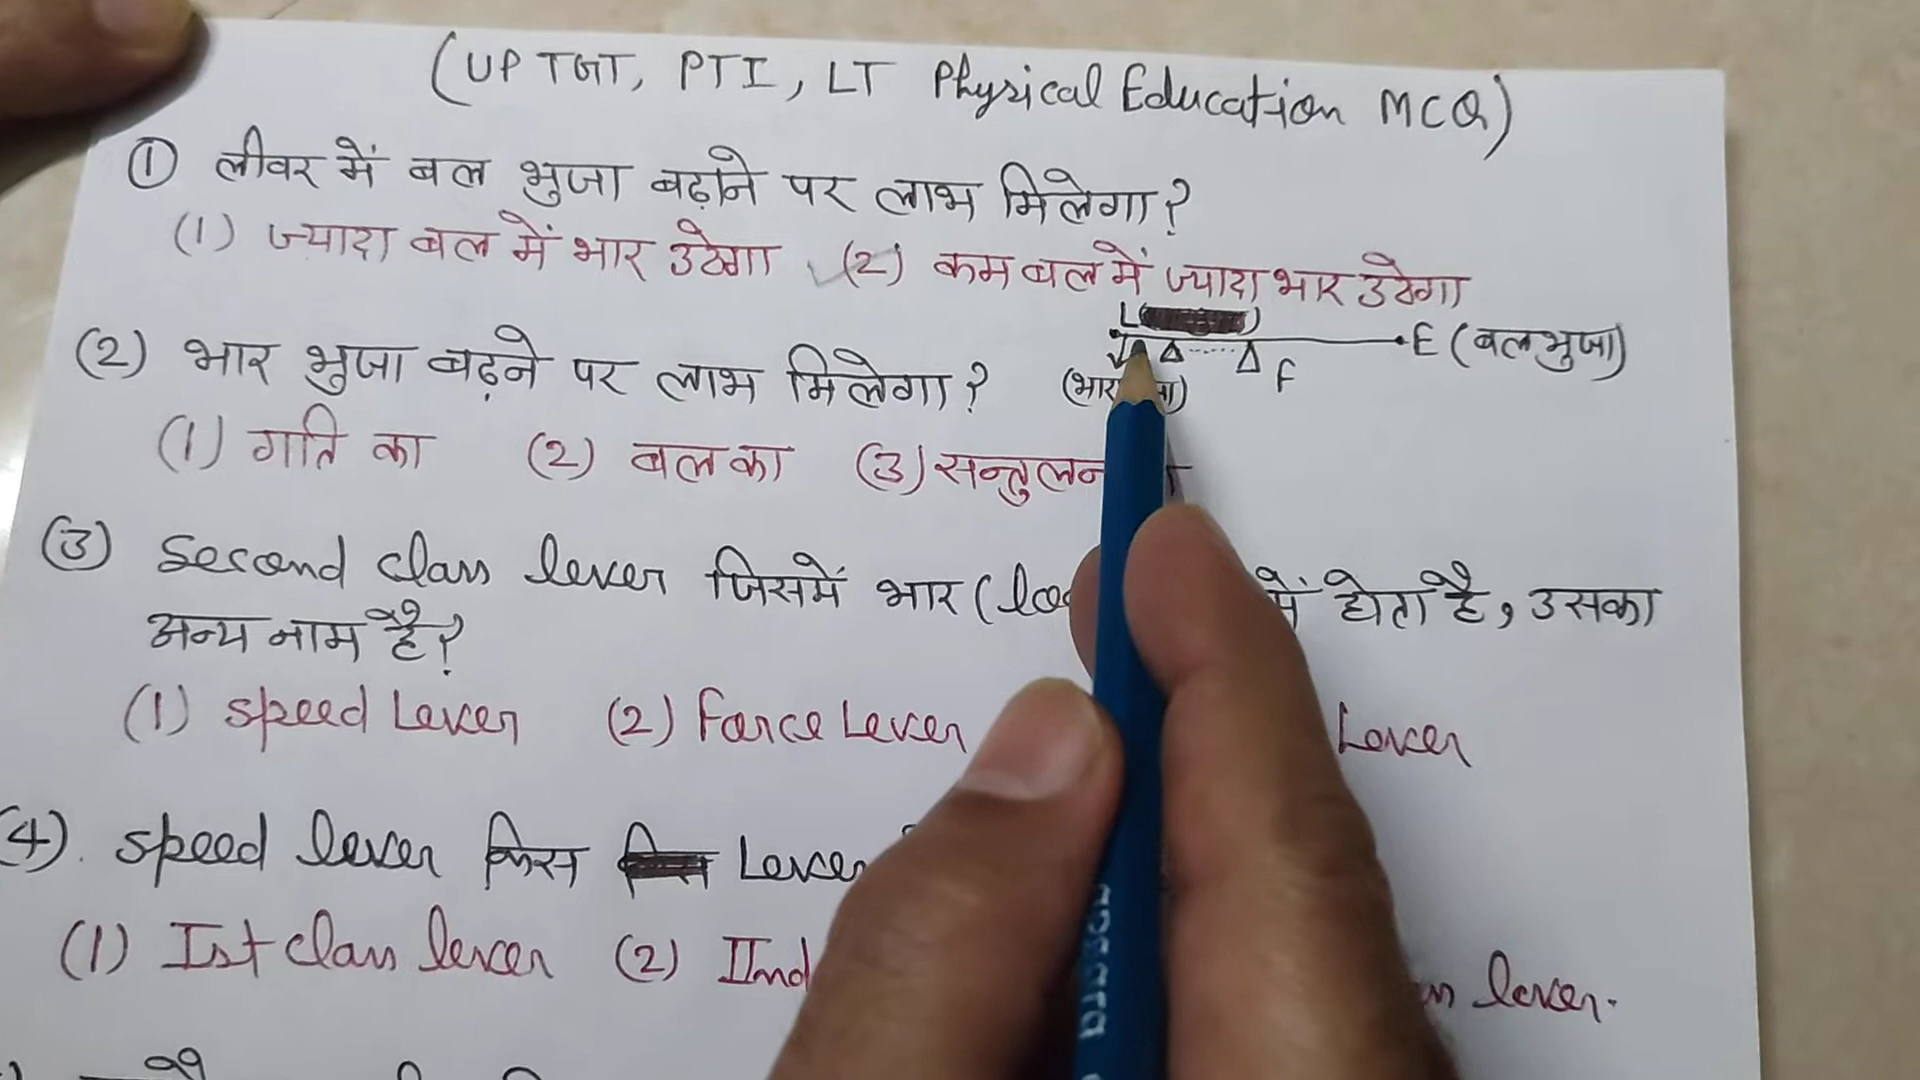 (UP TGT, PTI, LT Physical Education MCQ)
① लीवर में बल भुजा बढ़ाने पर लाभ मिलेगा?
(1) ज्यादा बल में भार उठेगा (2) कम बल में ज्यादा भार उठेगा
L E (बल भुजा)
(2) भार भुजा बढ़ने पर लाभ मिलेगा?
F
(1) गति का (2) बल का (3) सन्तुलन
(3) Second class lever जिसमें भार में होता है, उसका
अन्य नाम है?
(1) speed Lever (2) Force Lever Lever
(4). speed lever किस Lever
(1) Ist class lever (2) IInd lever.